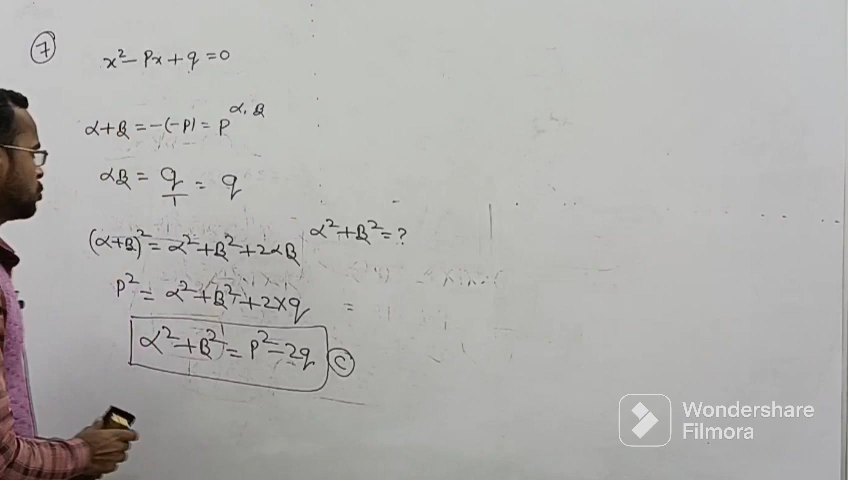 7
x² - Px + q = 0
α, β
α+β = -(-P) = P
αβ = q/1 = q
α²+β² = ?
(α+β)² = α²+β²+2αβ
P² = α²+β²+2×q
α²+β² = P²-2q
C
Wondershare
Filmora